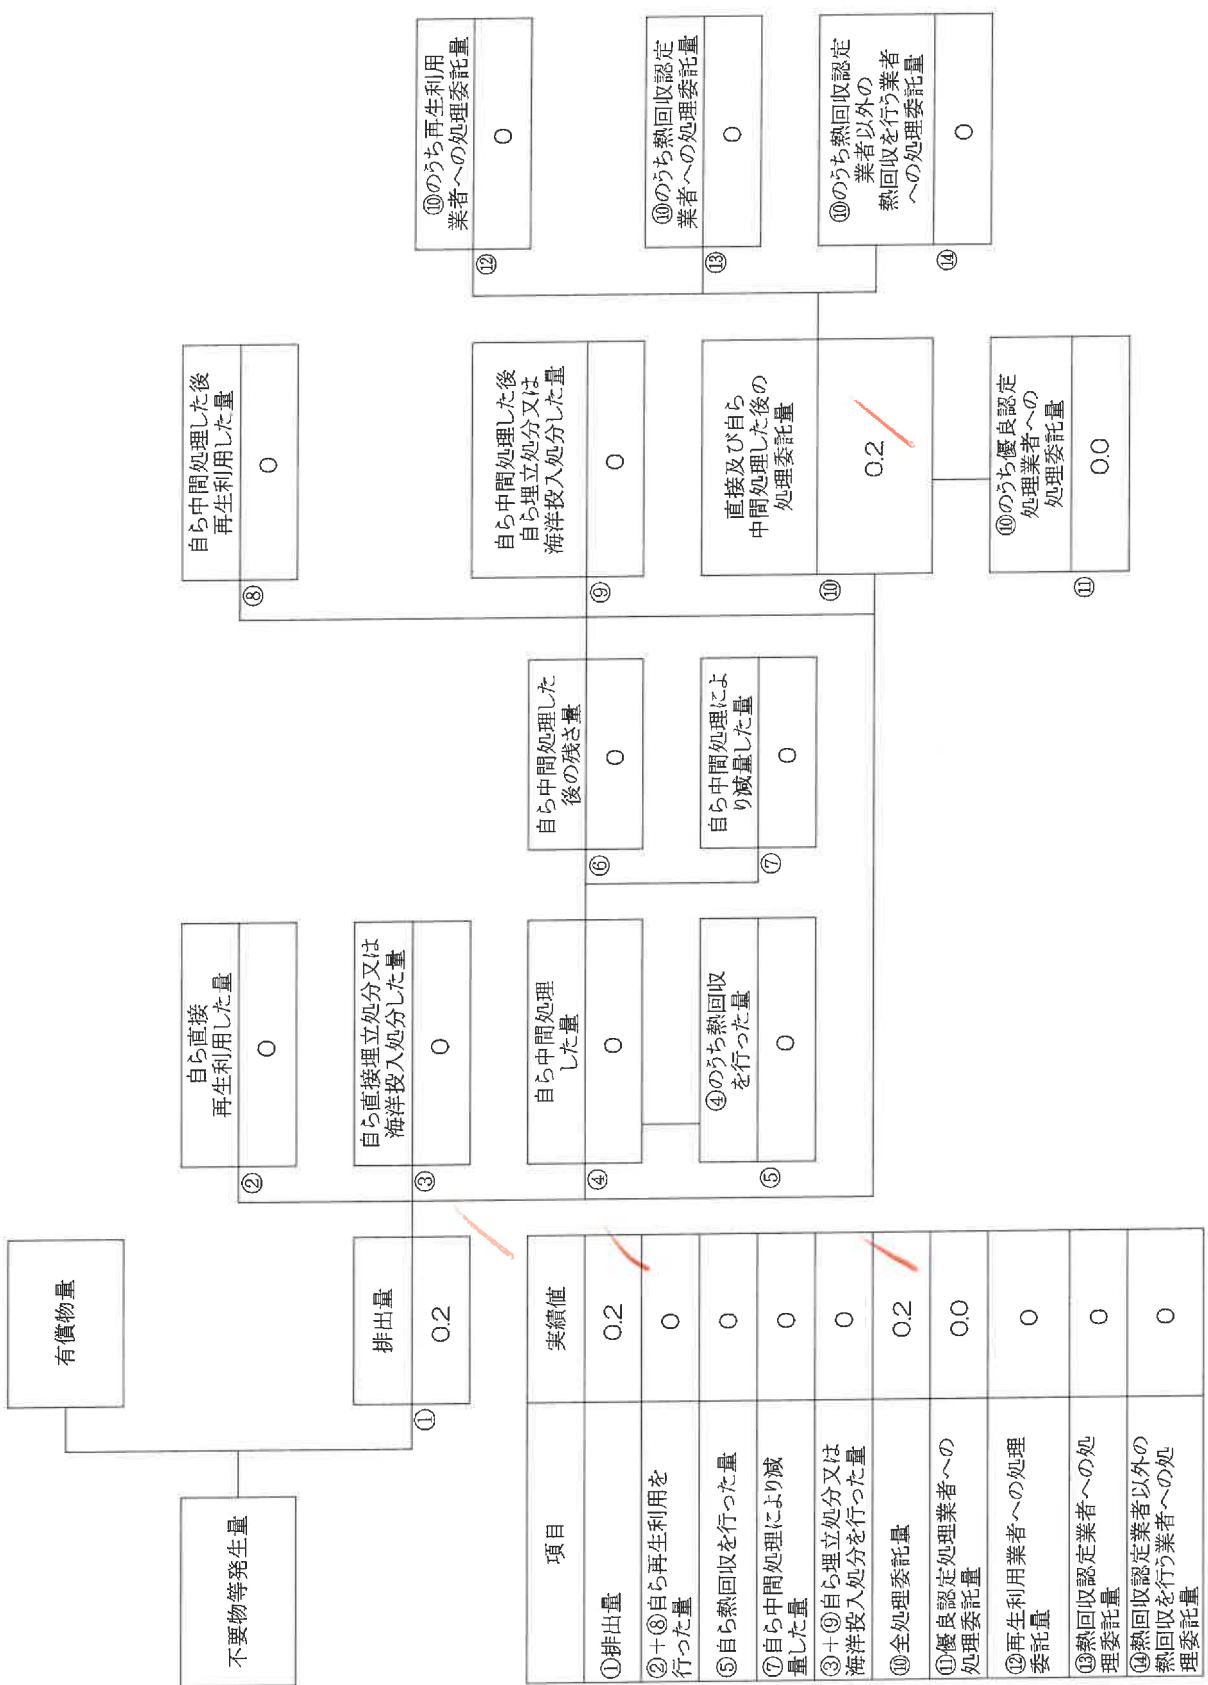 不要物等発生量
有償物量
①
排出量
0.2
②
自ら直接
再生利用した量
0
③
自ら直接埋立処分又は
海洋投入処分した量
0
④
自ら中間処理
した量
0
⑤
④のうち熱回収
を行った量
0
⑥
自ら中間処理した
後の残さ量
0
⑦
自ら中間処理によ
り減量した量
0
⑧
自ら中間処理した後
再生利用した量
0
⑨
自ら中間処理した後
自ら埋立処分又は
海洋投入処分した量
0
⑩
直接及び自ら
中間処理した後の
処理委託量
0.2
⑪
⑩のうち優良認定
処理業者への
処理委託量
0.0
⑫
⑩のうち再生利用
業者への処理委託量
0
⑬
⑩のうち熱回収認定
業者への処理委託量
0
⑭
⑩のうち熱回収認定
業者以外の
熱回収を行う業者
への処理委託量
0
項目 実績値
①排出量 0.2
②+⑧自ら再生利用を
行った量 0
⑤自ら熱回収を行った量 0
⑦自ら中間処理により減
量した量 0
③+⑨自ら埋立処分又は
海洋投入処分を行った量 0
⑩全処理委託量 0.2
⑪優良認定処理業者への
処理委託量 0.0
⑫再生利用業者への処理
委託量 0
⑬熱回収認定業者への処
理委託量 0
⑭熱回収認定業者以外の
熱回収を行う業者への処
理委託量 0